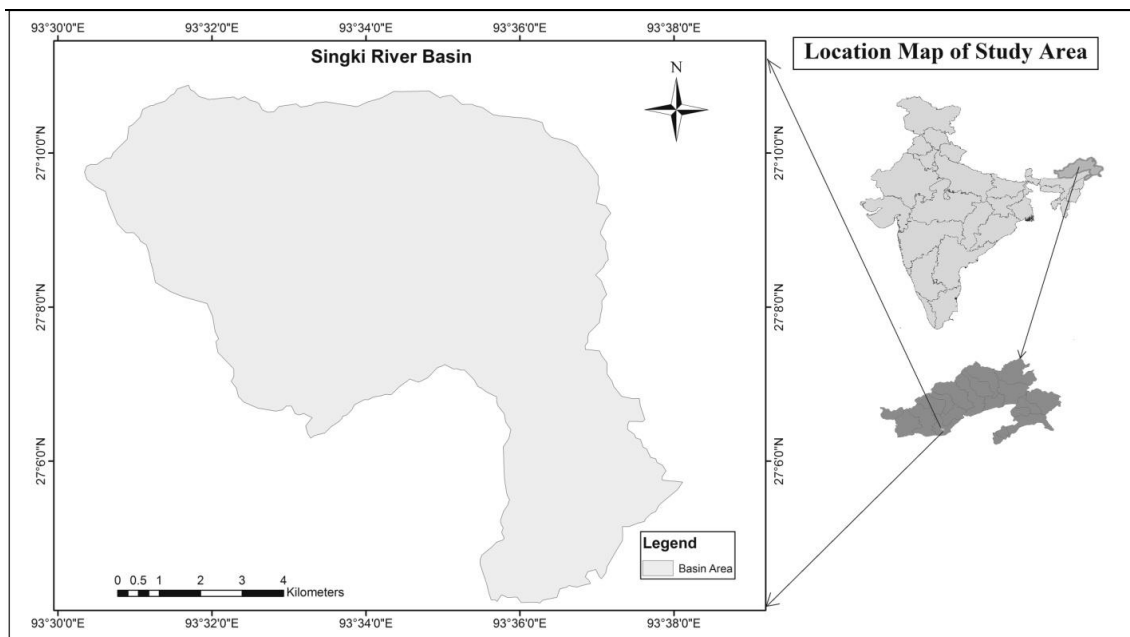 93°30'0"E 93°32'0"E 93°34'0"E 93°36'0"E 93°38'0"E
Singki River Basin
Location Map of Study Area
N
27°10'0"N
27°10'0"N
27°8'0"N
27°8'0"N
27°6'0"N
27°6'0"N
Legend
Basin Area
0 0.5 1 2 3 4
Kilometers
93°30'0"E 93°32'0"E 93°34'0"E 93°36'0"E 93°38'0"E